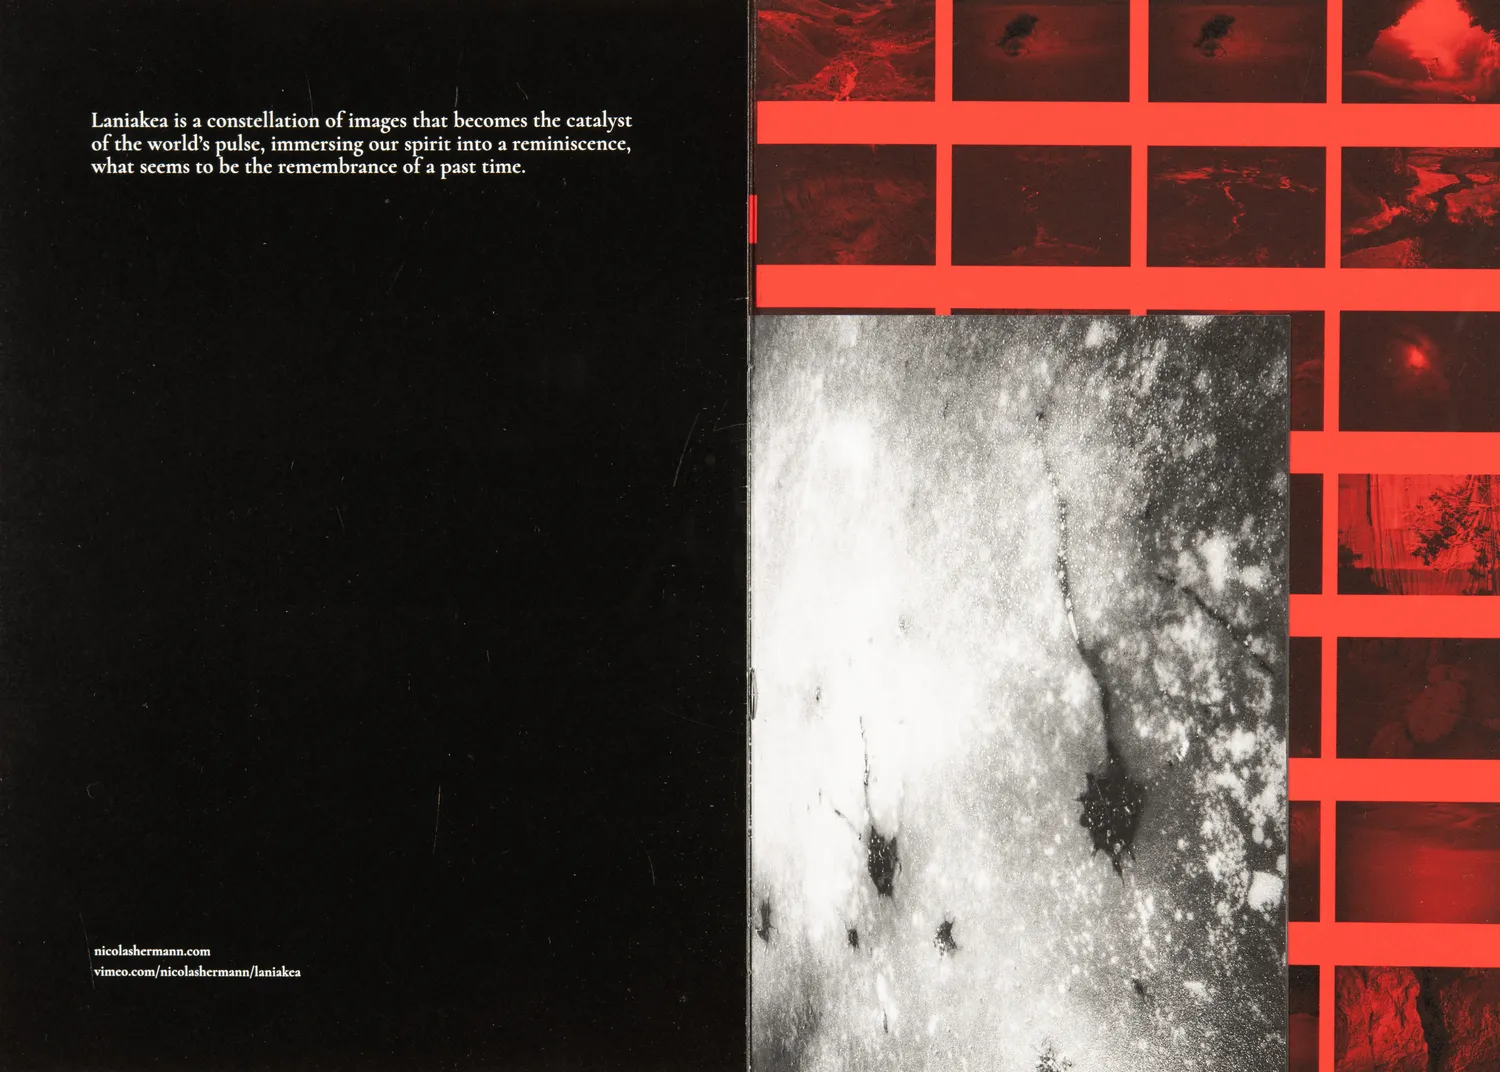 Laniakea is a constellation of images that becomes the catalyst
of the world’s pulse, immersing our spirit into a reminiscence,
what seems to be the remembrance of a past time.
nicolashermann.com
vimeo.com/nicolashermann/laniakea